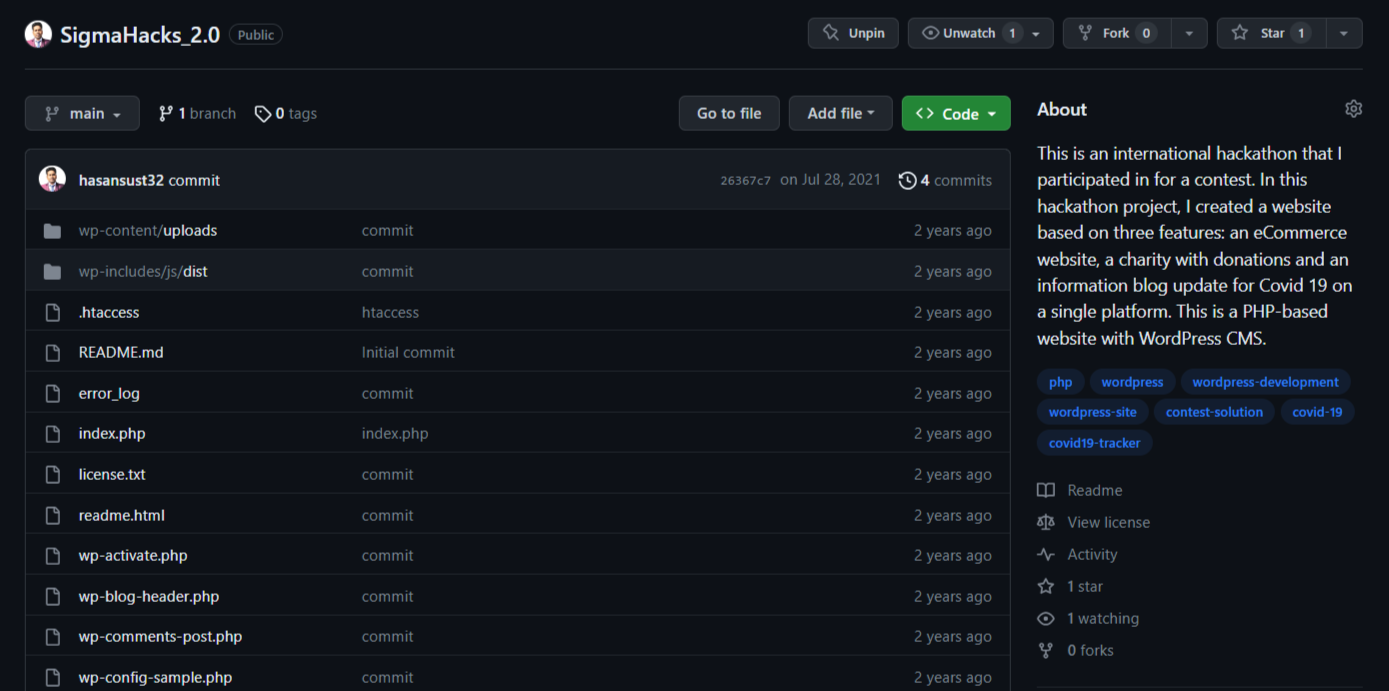 SigmaHacks_2.0 Public Unpin Unwatch 1 Fork 0 Star 1
main 1 branch 0 tags Go to file Add file <> Code
hasansust32 commit 26367c7 on Jul 28, 2021 4 commits
wp-content/uploads commit 2 years ago
wp-includes/js/dist commit 2 years ago
.htaccess htaccess 2 years ago
README.md Initial commit 2 years ago
error_log commit 2 years ago
index.php index.php 2 years ago
license.txt commit 2 years ago
readme.html commit 2 years ago
wp-activate.php commit 2 years ago
wp-blog-header.php commit 2 years ago
wp-comments-post.php commit 2 years ago
wp-config-sample.php commit 2 years ago
About
This is an international hackathon that I
participated in for a contest. In this
hackathon project, I created a website
based on three features: an eCommerce
website, a charity with donations and an
information blog update for Covid 19 on
a single platform. This is a PHP-based
website with WordPress CMS.
php wordpress wordpress-development
wordpress-site contest-solution covid-19
covid19-tracker
Readme
View license
Activity
1 star
1 watching
0 forks